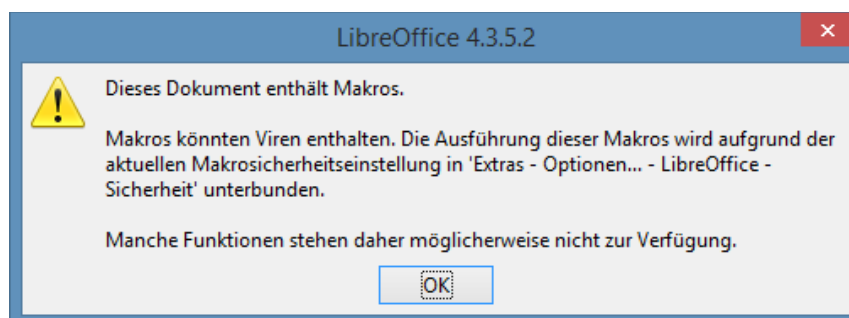 LibreOffice 4.3.5.2
Dieses Dokument enthält Makros.
Makros könnten Viren enthalten. Die Ausführung dieser Makros wird aufgrund der
aktuellen Makrosicherheitseinstellung in 'Extras - Optionen... - LibreOffice -
Sicherheit' unterbunden.
Manche Funktionen stehen daher möglicherweise nicht zur Verfügung.
OK